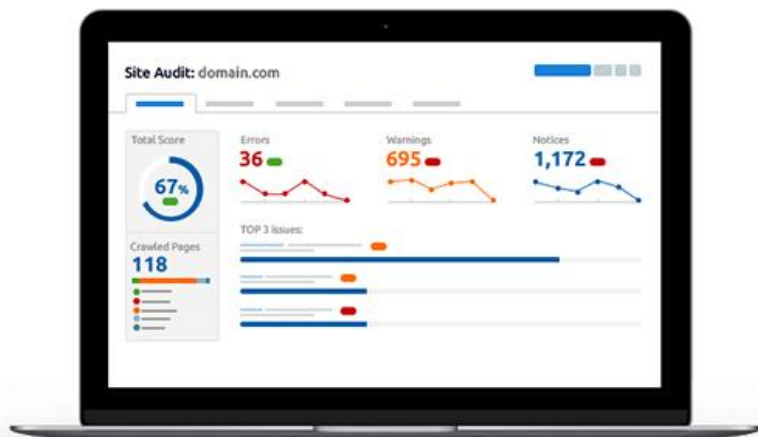 Site Audit: domain.com
Total Score
67%
Errors
36
Warnings
695
Notices
1,172
TOP 3 issues:
Crawled Pages
118